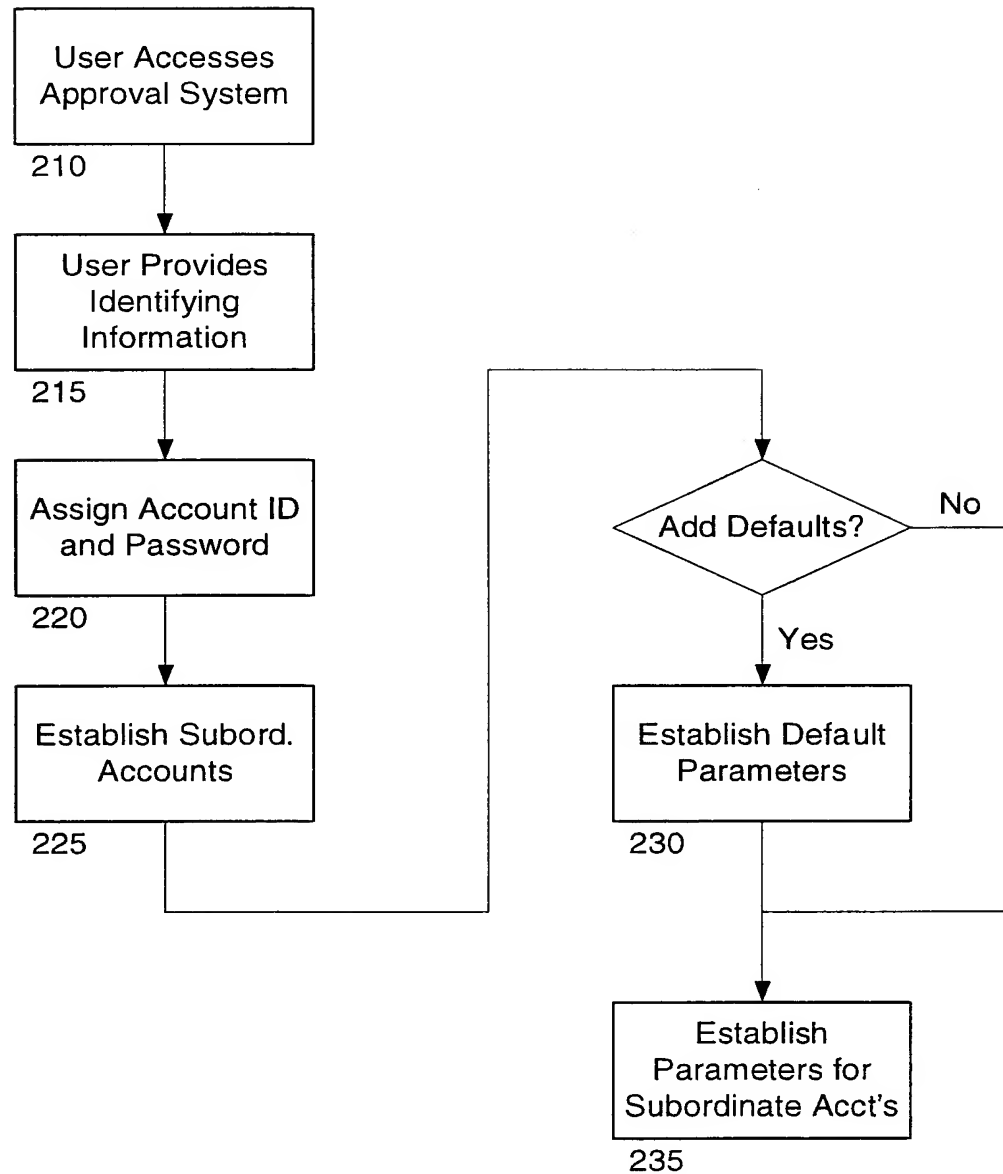 User Accesses
Approval System
210
User Provides
Identifying
Information
215
Assign Account ID
and Password
220
Establish Subord.
Accounts
225
Add Defaults?
No
Yes
Establish Default
Parameters
230
Establish
Parameters for
Subordinate Acct's
235